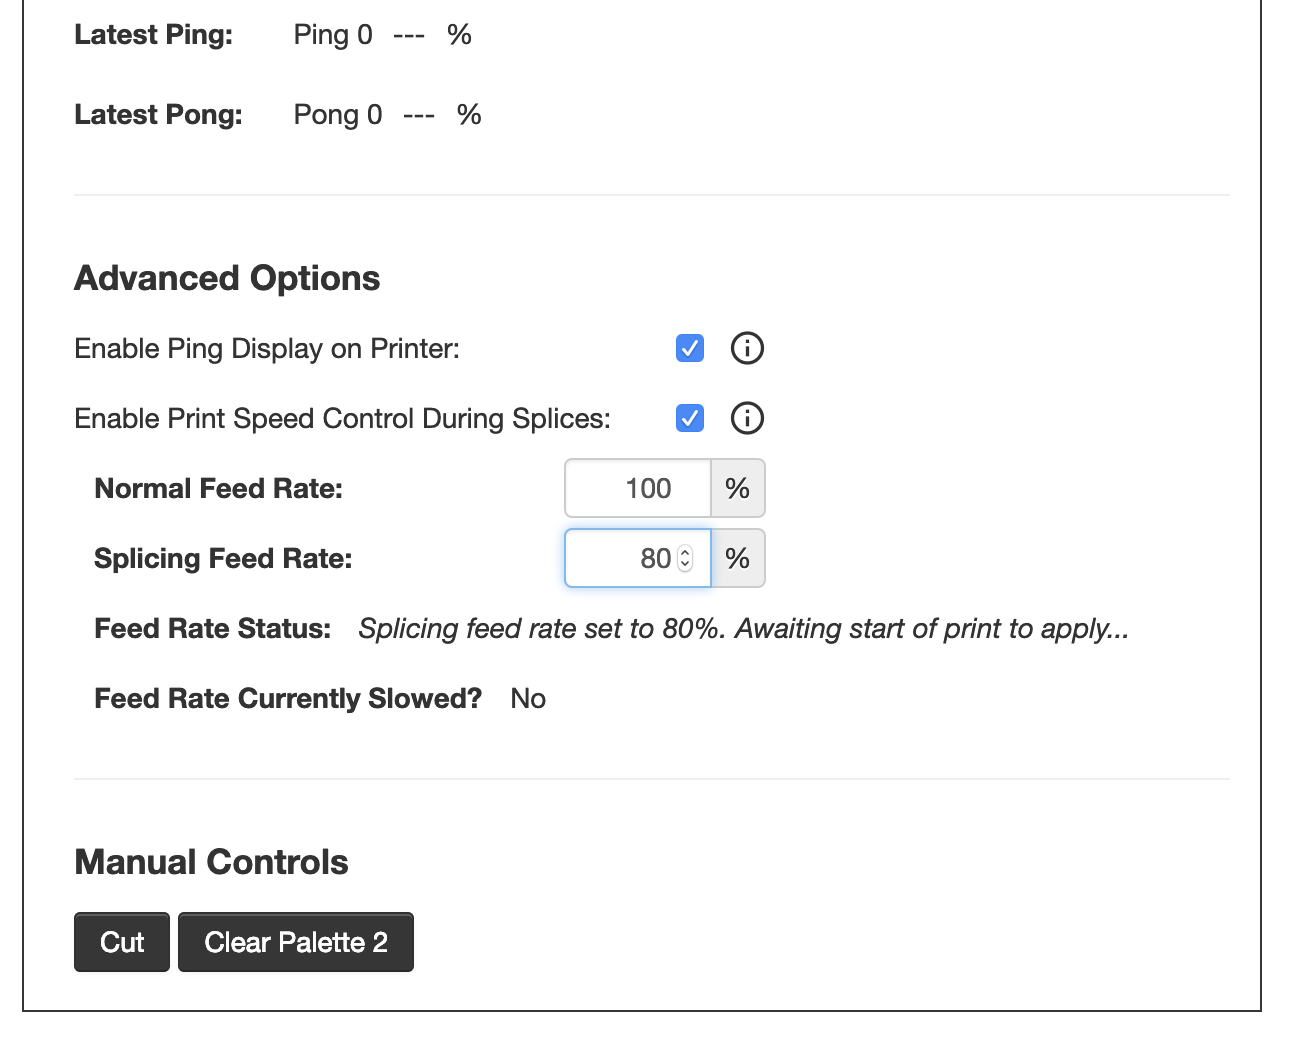 Latest Ping: Ping 0 --- %
Latest Pong: Pong 0 --- %
Advanced Options
Enable Ping Display on Printer:
Enable Print Speed Control During Splices:
Normal Feed Rate: 100 %
Splicing Feed Rate: 80 %
Feed Rate Status: Splicing feed rate set to 80%. Awaiting start of print to apply...
Feed Rate Currently Slowed? No
Manual Controls
Cut Clear Palette 2